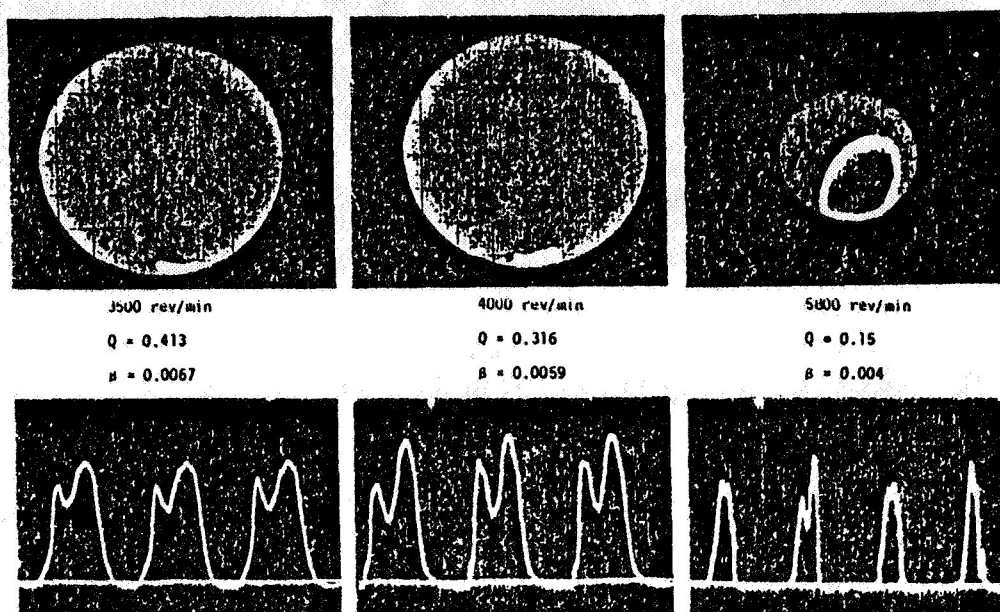 3500 rev/min
Q = 0.413
β = 0.0067
4000 rev/min
Q = 0.316
β = 0.0059
5800 rev/min
Q = 0.15
β = 0.004